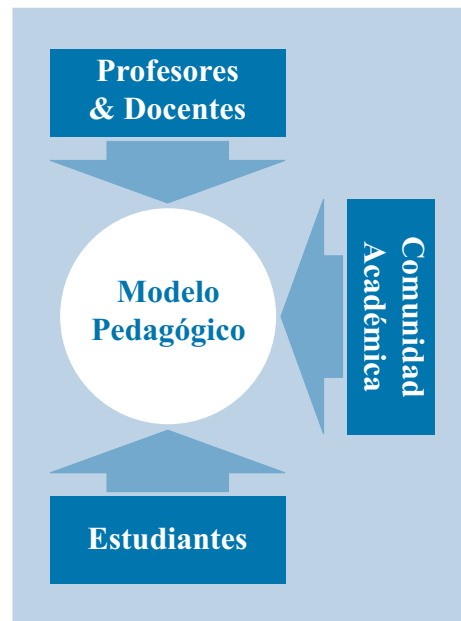 Profesores
& Docentes
Modelo
Pedagógico
Comunidad
Académica
Estudiantes